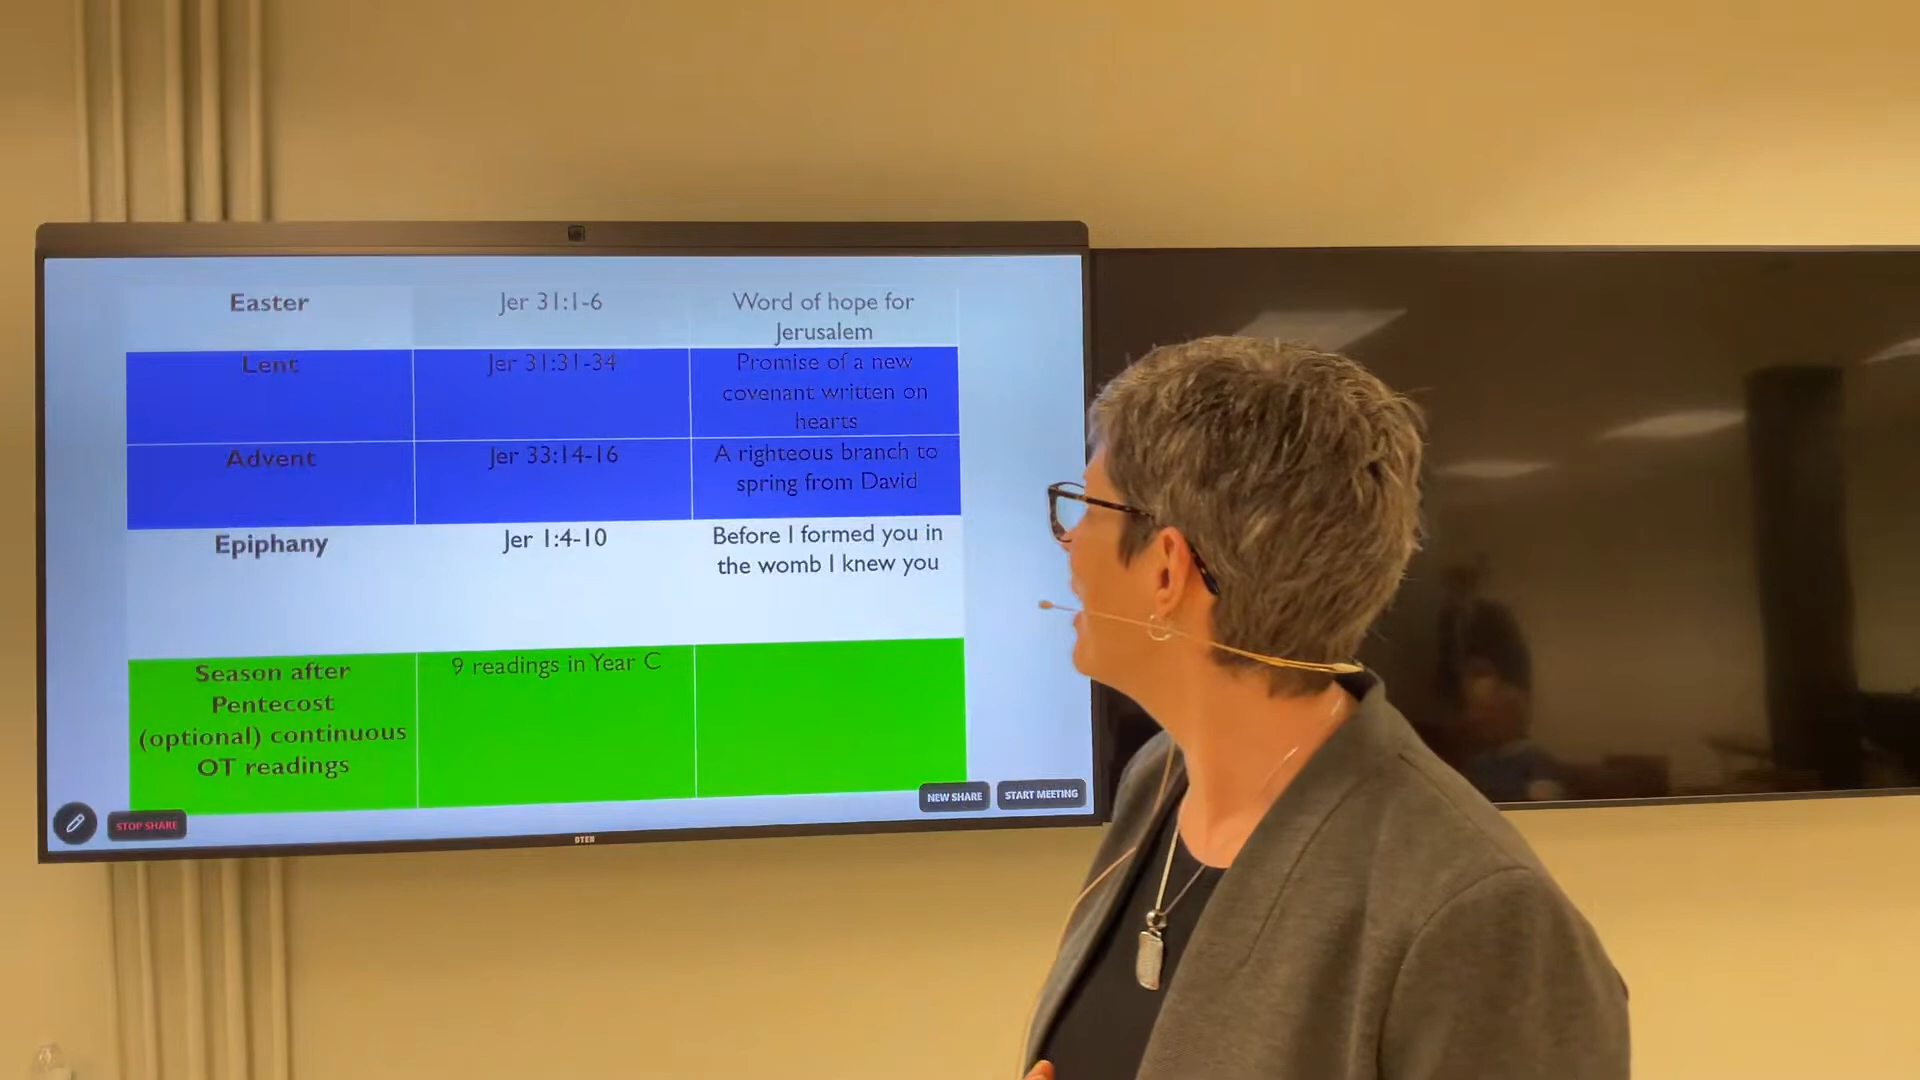 Easter
Jer 31:1-6
Word of hope for
Jerusalem
Lent
Jer 31:31-34
Promise of a new
covenant written on
hearts
Advent
Jer 33:14-16
A righteous branch to
spring from David
Epiphany
Jer 1:4-10
Before I formed you in
the womb I knew you
Season after
Pentecost
(optional) continuous
OT readings
9 readings in Year C
STOP SHARE
NEW SHARE
START MEETING
DTEN